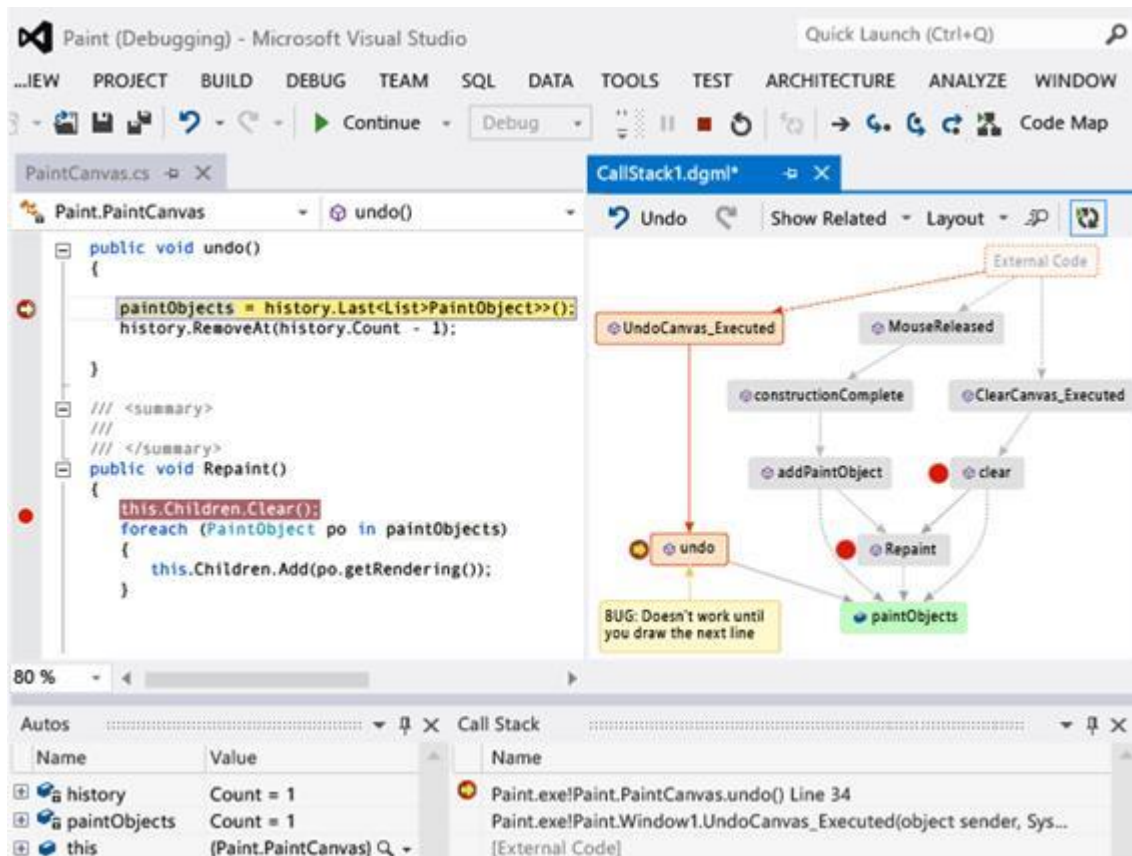 Paint (Debugging) - Microsoft Visual Studio
Quick Launch (Ctrl+Q)
...IEW PROJECT BUILD DEBUG TEAM SQL DATA TOOLS TEST ARCHITECTURE ANALYZE WINDOW
Continue Debug Code Map
PaintCanvas.cs
CallStack1.dgml*
Paint.PaintCanvas undo()
Undo Show Related Layout
public void undo()
{
paintObjects = history.Last<List>PaintObject>>();
history.RemoveAt(history.Count - 1);
}
/// <summary>
///
/// </summary>
public void Repaint()
{
this.Children.Clear();
foreach (PaintObject po in paintObjects)
{
this.Children.Add(po.getRendering());
}
External Code
UndoCanvas_Executed
MouseReleased
constructionComplete
ClearCanvas_Executed
addPaintObject
clear
undo
Repaint
BUG: Doesn't work until
you draw the next line
paintObjects
80 %
Autos
Name Value
history Count = 1
paintObjects Count = 1
this {Paint.PaintCanvas}
Call Stack
Name
Paint.exe!Paint.PaintCanvas.undo() Line 34
Paint.exe!Paint.Window1.UndoCanvas_Executed(object sender, Sys...
[External Code]